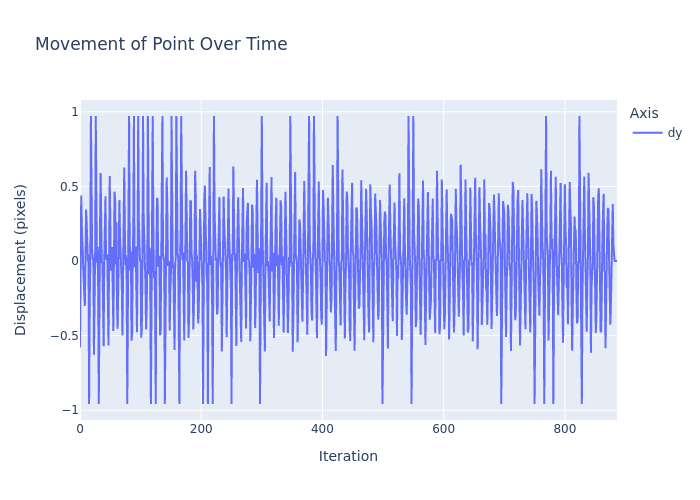 Movement of Point Over Time
Axis
dy
Displacement (pixels)
1
0.5
0
−0.5
−1
0
200
400
600
800
Iteration